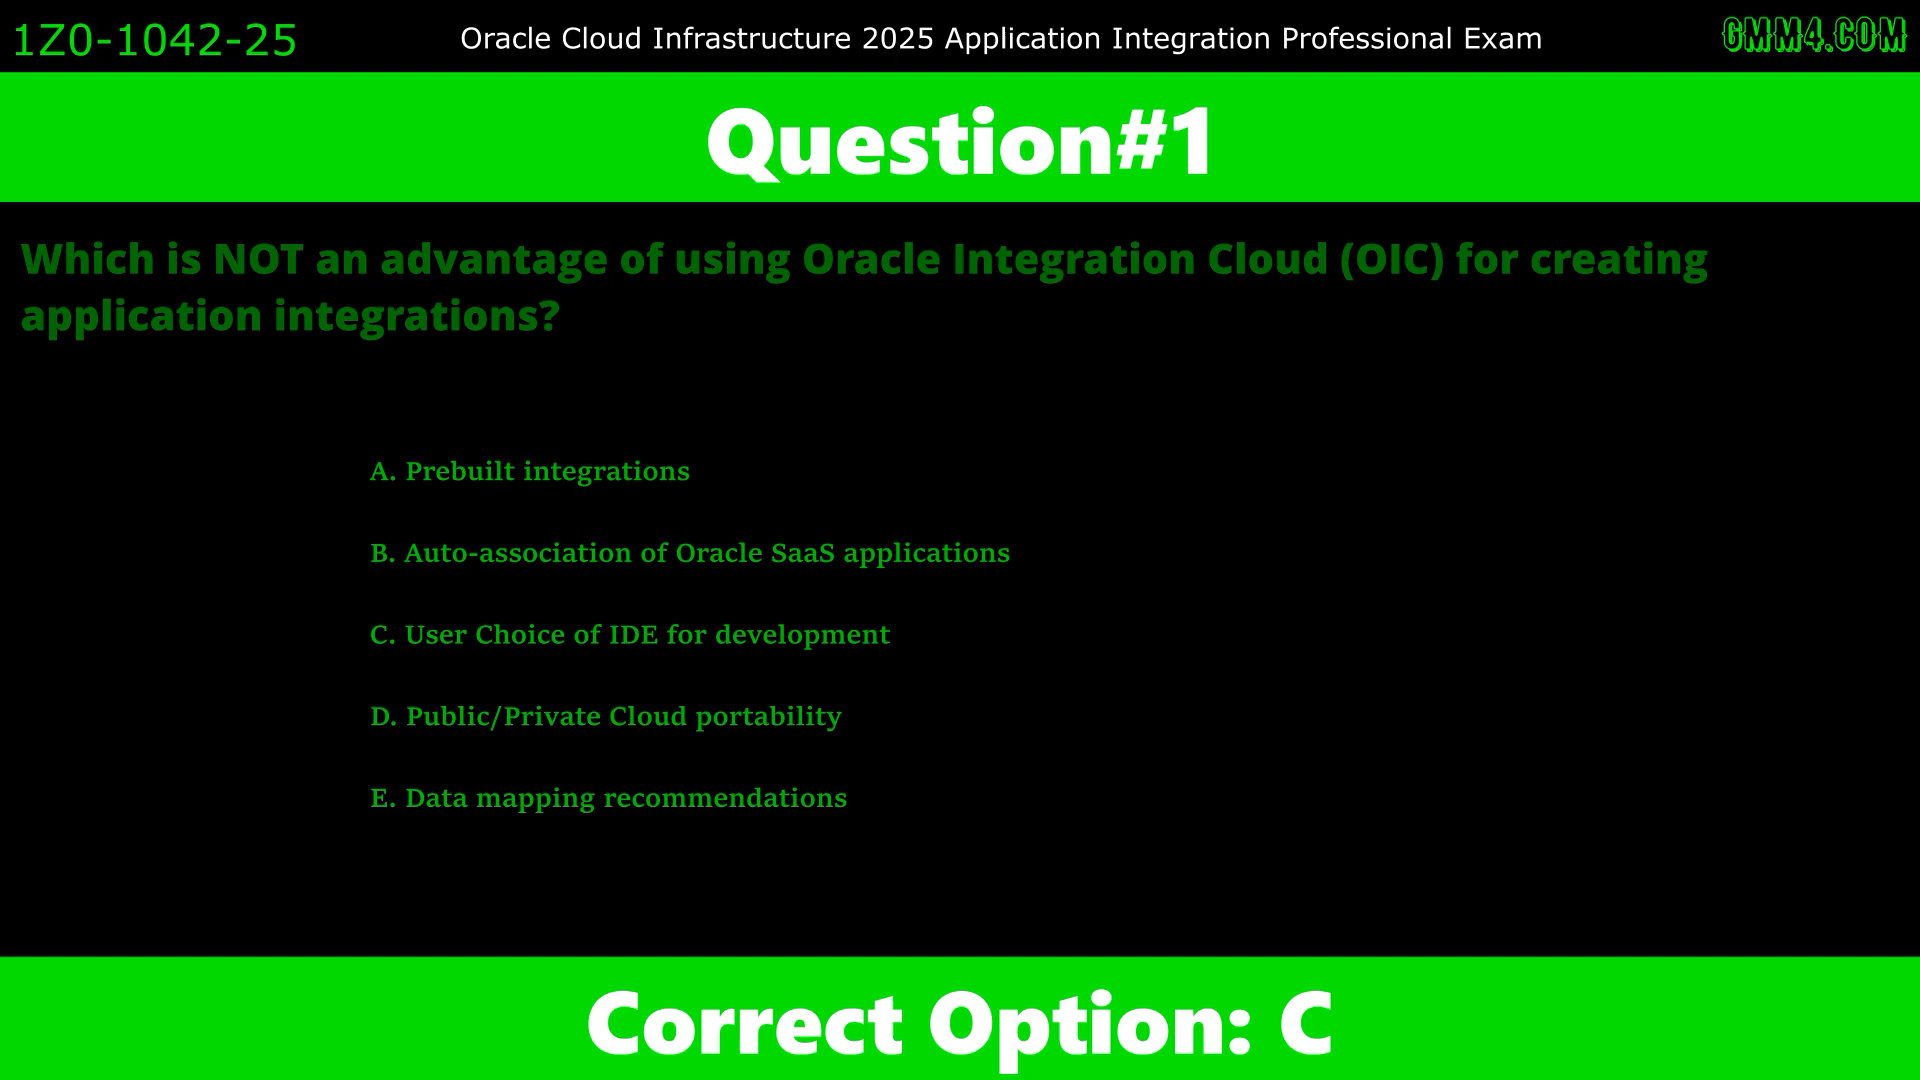 1Z0-1042-25
Oracle Cloud Infrastructure 2025 Application Integration Professional Exam
GMM4.COM
Question#1
Which is NOT an advantage of using Oracle Integration Cloud (OIC) for creating
application integrations?
A. Prebuilt integrations
B. Auto-association of Oracle SaaS applications
C. User Choice of IDE for development
D. Public/Private Cloud portability
E. Data mapping recommendations
Correct Option: C